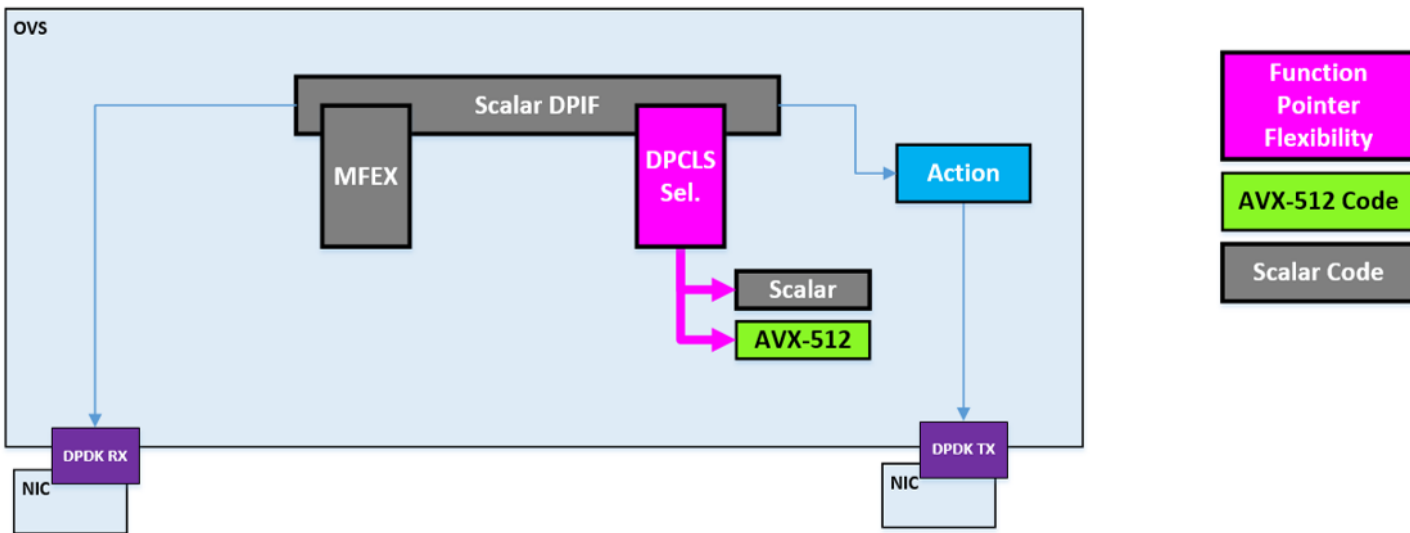 OVS
Scalar DPIF
MFEX
DPCLS
Sel.
Action
Scalar
AVX-512
DPDK RX
NIC
DPDK TX
NIC
Function
Pointer
Flexibility
AVX-512 Code
Scalar Code